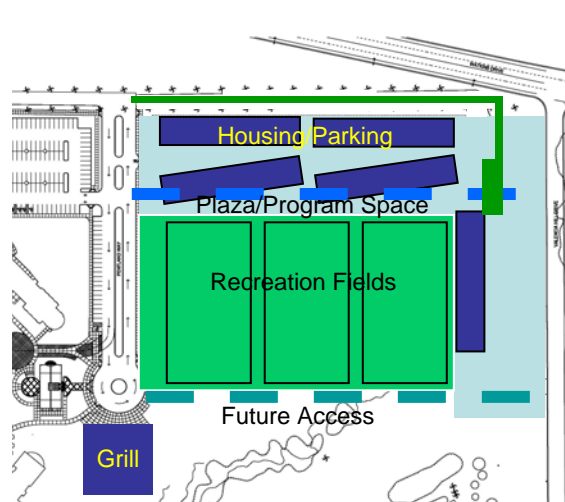 Housing/Parking
Plaza/Program Space
Recreation Fields
Future Access
Grill